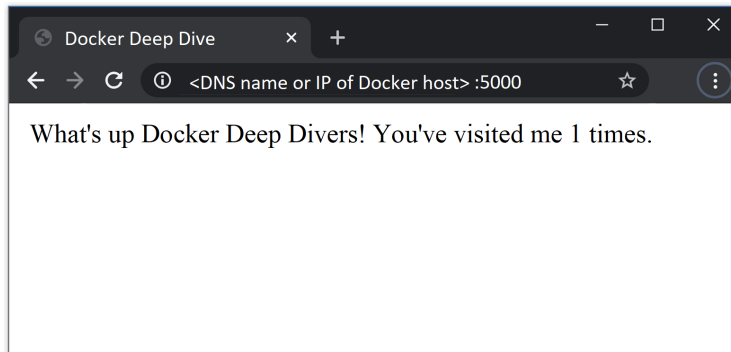 Docker Deep Dive
<DNS name or IP of Docker host> :5000
What's up Docker Deep Divers! You've visited me 1 times.